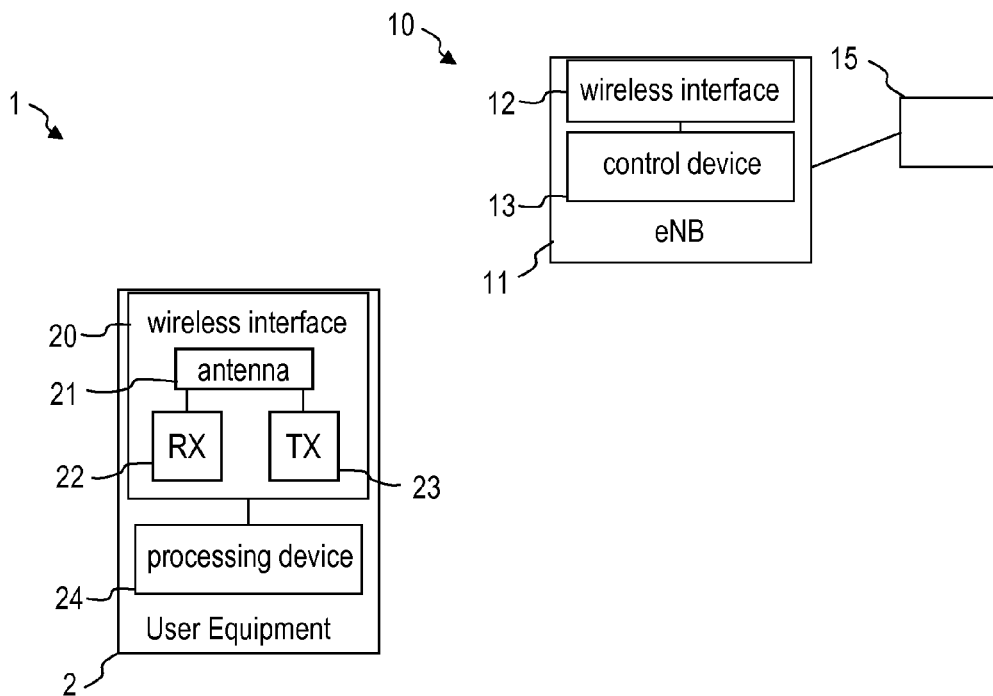 1
10
12
wireless interface
15
13
control device
eNB
11
20
wireless interface
21
antenna
22
RX
TX
23
24
processing device
User Equipment
2